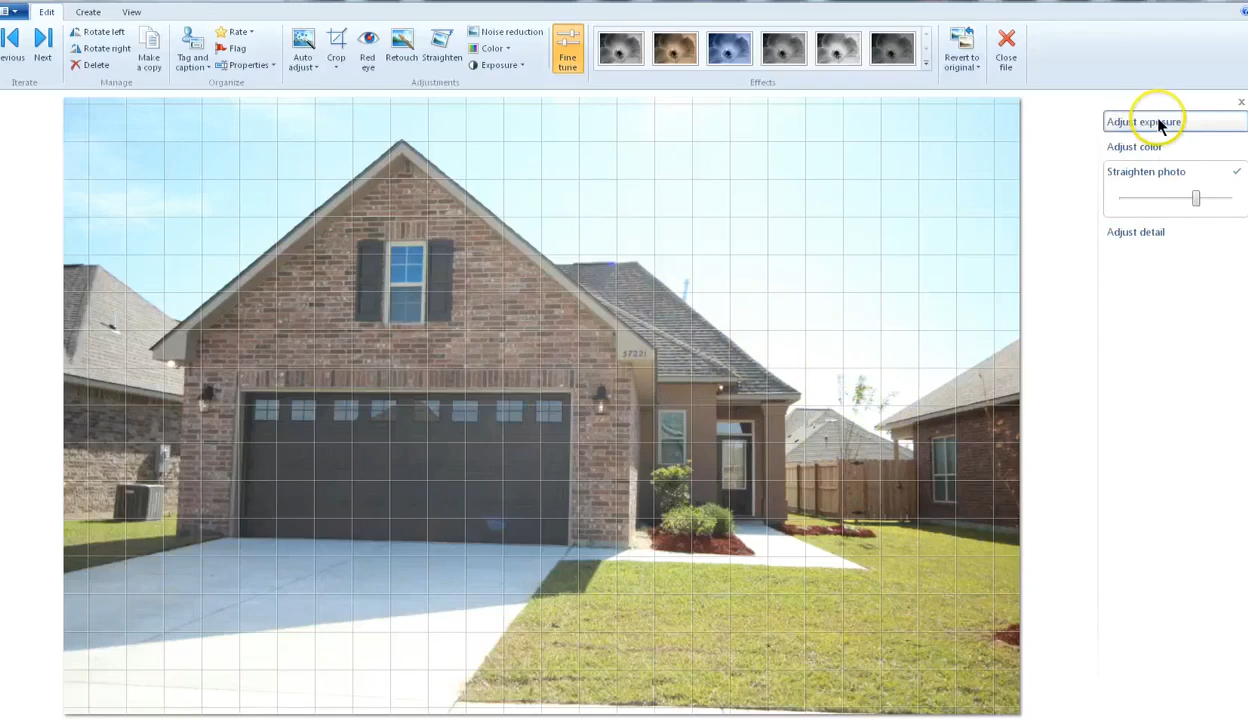 Edit Create View
Rotate left
Rotate right
Delete
Manage
Next
Iterate
Make a copy
Tag and caption
Rate
Flag
Properties
Organize
Auto adjust
Crop
Red eye
Retouch
Straighten
Noise reduction
Color
Exposure
Adjustments
Fine tune
Effects
Revert to original
Close file
Adjust exposure
Adjust color
Straighten photo
Adjust detail
57221